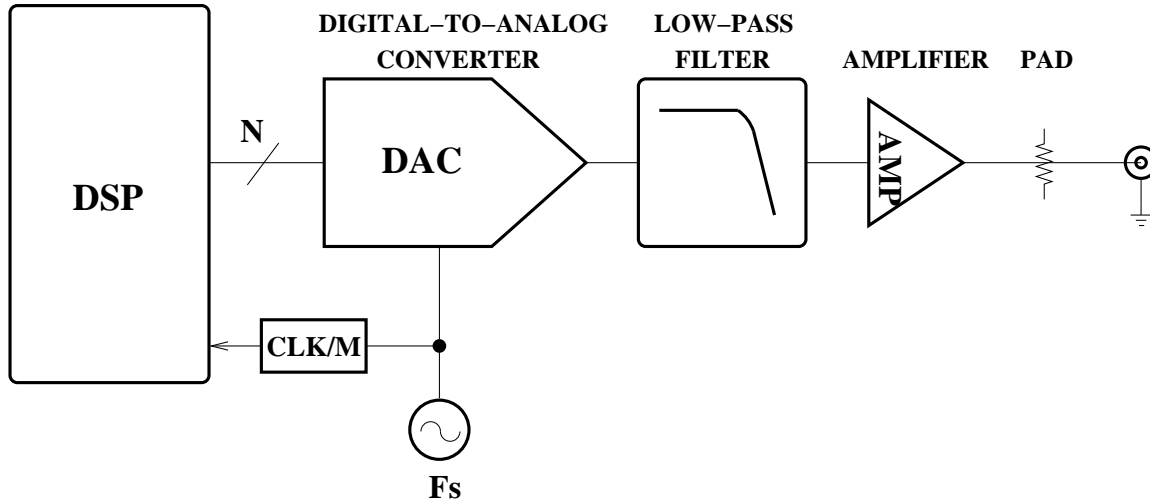 DIGITAL–TO–ANALOG
CONVERTER
LOW–PASS
FILTER
AMPLIFIER
PAD
DSP
N
DAC
AMP
CLK/M
Fs